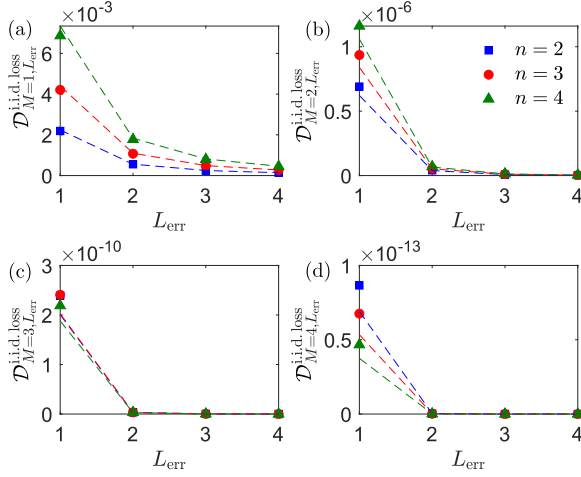 (a)
×10⁻³
6
4
2
0
1 2 3 4
L_err
𝒟^{i.i.d. loss}_{M=1,L_err}
(b)
×10⁻⁶
1
0.5
0
1 2 3 4
L_err
𝒟^{i.i.d. loss}_{M=2,L_err}
n = 2
n = 3
n = 4
(c)
×10⁻¹⁰
3
2
1
0
1 2 3 4
L_err
𝒟^{i.i.d. loss}_{M=3,L_err}
(d)
×10⁻¹³
1
0.5
0
1 2 3 4
L_err
𝒟^{i.i.d. loss}_{M=4,L_err}